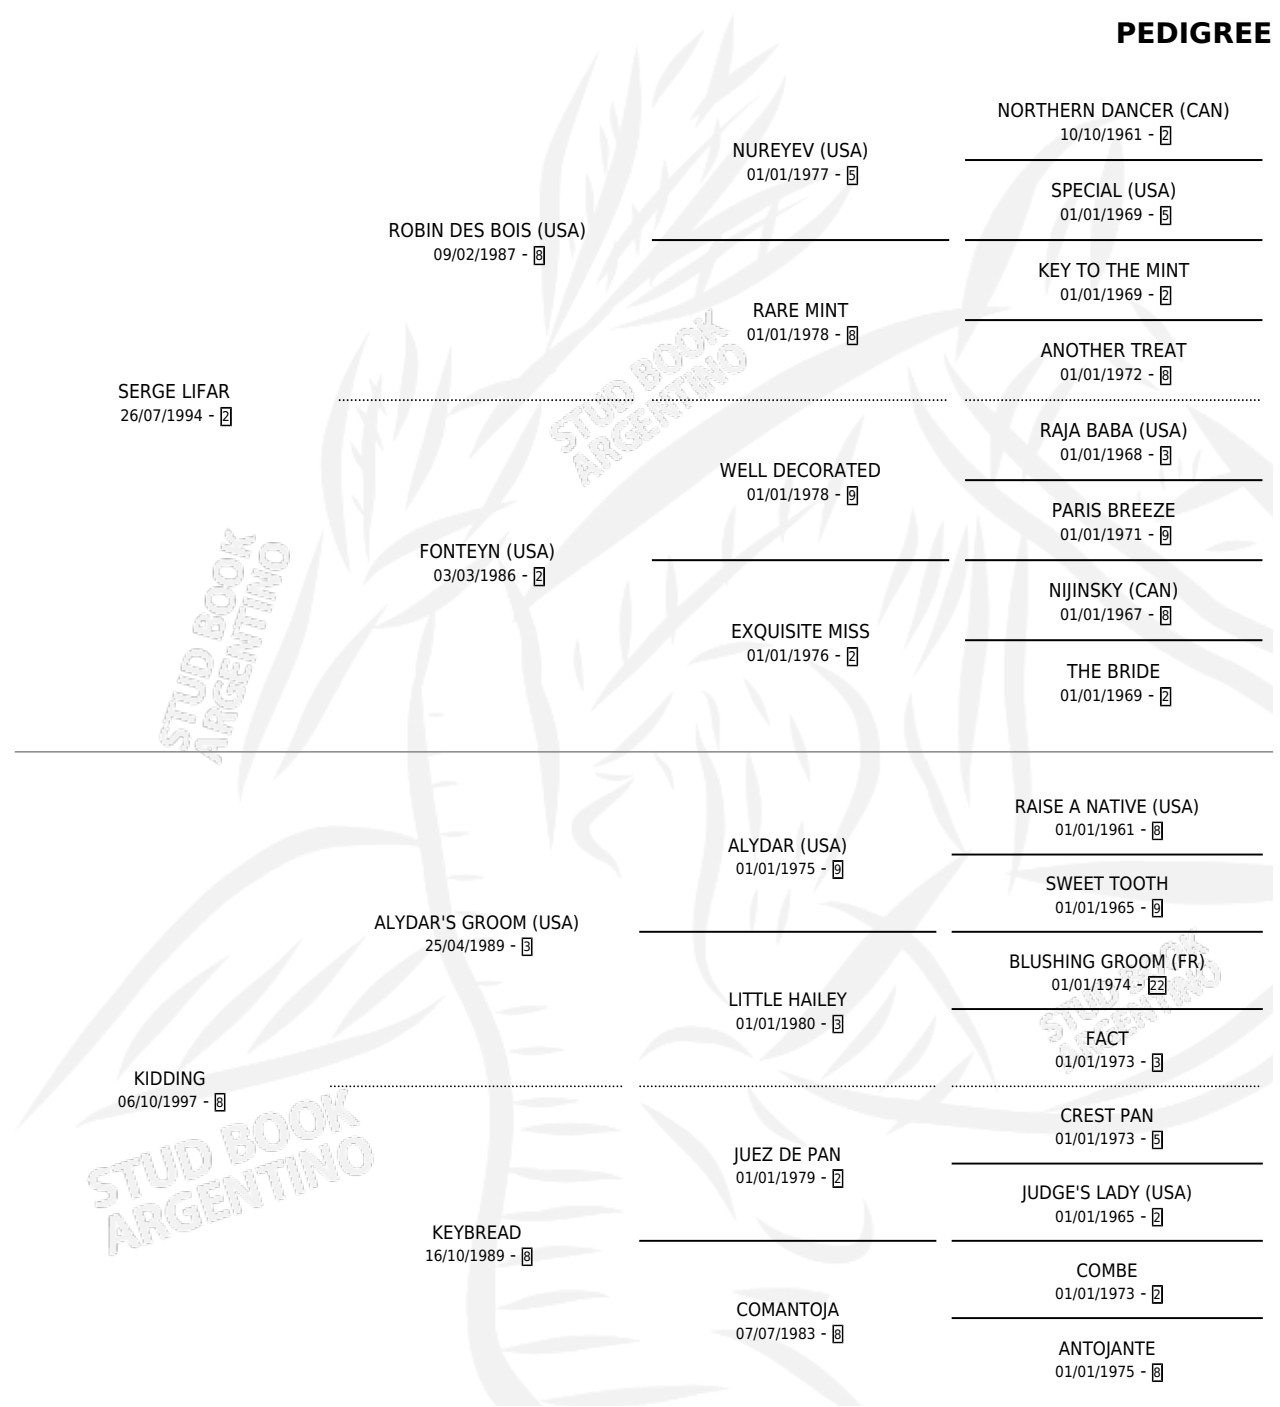 PEDIGREE
NORTHERN DANCER (CAN)
10/10/1961 - 2
NUREYEV (USA)
01/01/1977 - 5
SPECIAL (USA)
01/01/1969 - 5
ROBIN DES BOIS (USA)
09/02/1987 - 8
KEY TO THE MINT
01/01/1969 - 2
RARE MINT
01/01/1978 - 8
ANOTHER TREAT
01/01/1972 - 8
SERGE LIFAR
26/07/1994 - 2
RAJA BABA (USA)
01/01/1968 - 3
WELL DECORATED
01/01/1978 - 9
PARIS BREEZE
01/01/1971 - 9
FONTEYN (USA)
03/03/1986 - 2
NIJINSKY (CAN)
01/01/1967 - 8
EXQUISITE MISS
01/01/1976 - 2
THE BRIDE
01/01/1969 - 2
RAISE A NATIVE (USA)
01/01/1961 - 8
ALYDAR (USA)
01/01/1975 - 9
SWEET TOOTH
01/01/1965 - 9
ALYDAR'S GROOM (USA)
25/04/1989 - 3
BLUSHING GROOM (FR)
01/01/1974 - 22
LITTLE HAILEY
01/01/1980 - 3
FACT
01/01/1973 - 3
KIDDING
06/10/1997 - 8
CREST PAN
01/01/1973 - 5
JUEZ DE PAN
01/01/1979 - 2
JUDGE'S LADY (USA)
01/01/1965 - 2
KEYBREAD
16/10/1989 - 8
COMBE
01/01/1973 - 2
COMANTOJA
07/07/1983 - 8
ANTOJANTE
01/01/1975 - 8
STUD BOOK
ARGENTINO
STUD BOOK
ARGENTINO
STUD BOOK
ARGENTINO
STUD BOOK
ARGENTINO